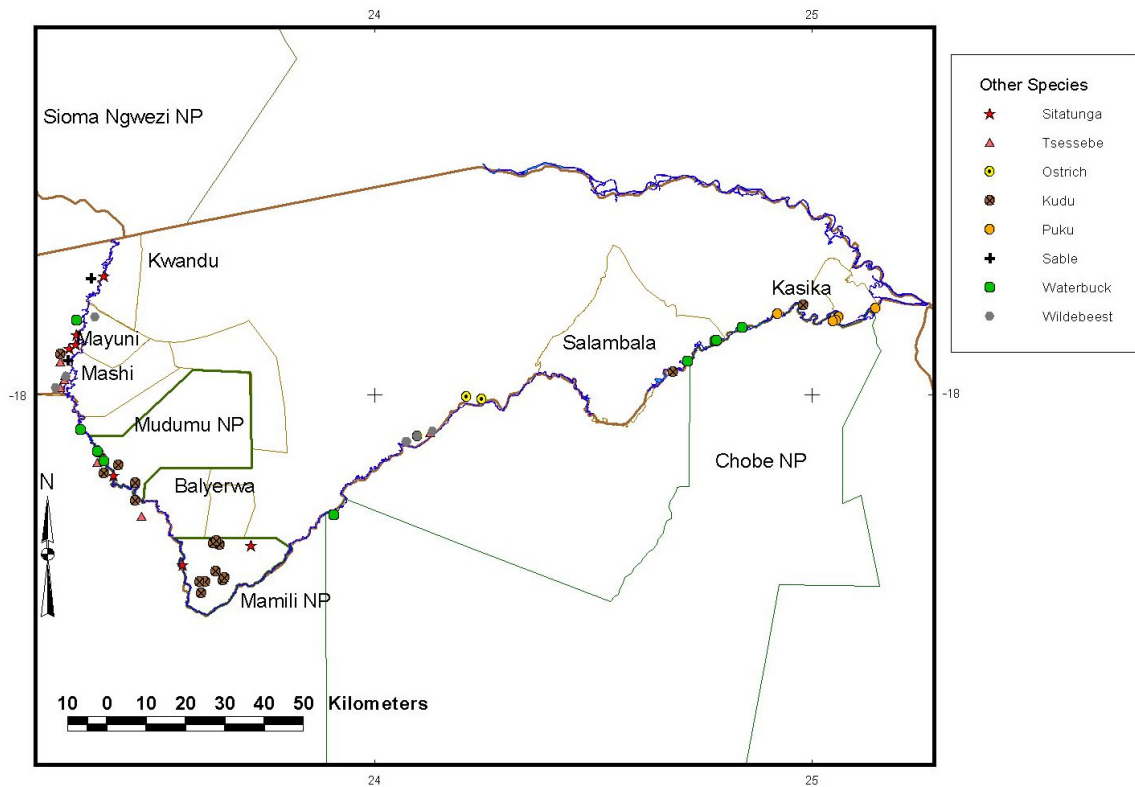 24 25
Sioma Ngwezi NP
Kwandu
Mayuni
Mashi
Kasika
Salambala
-18 -18
Mudumu NP
Chobe NP
Balyerwa
N
Mamili NP
10 0 10 20 30 40 50 Kilometers
24 25
Other Species
Sitatunga
Tsessebe
Ostrich
Kudu
Puku
Sable
Waterbuck
Wildebeest